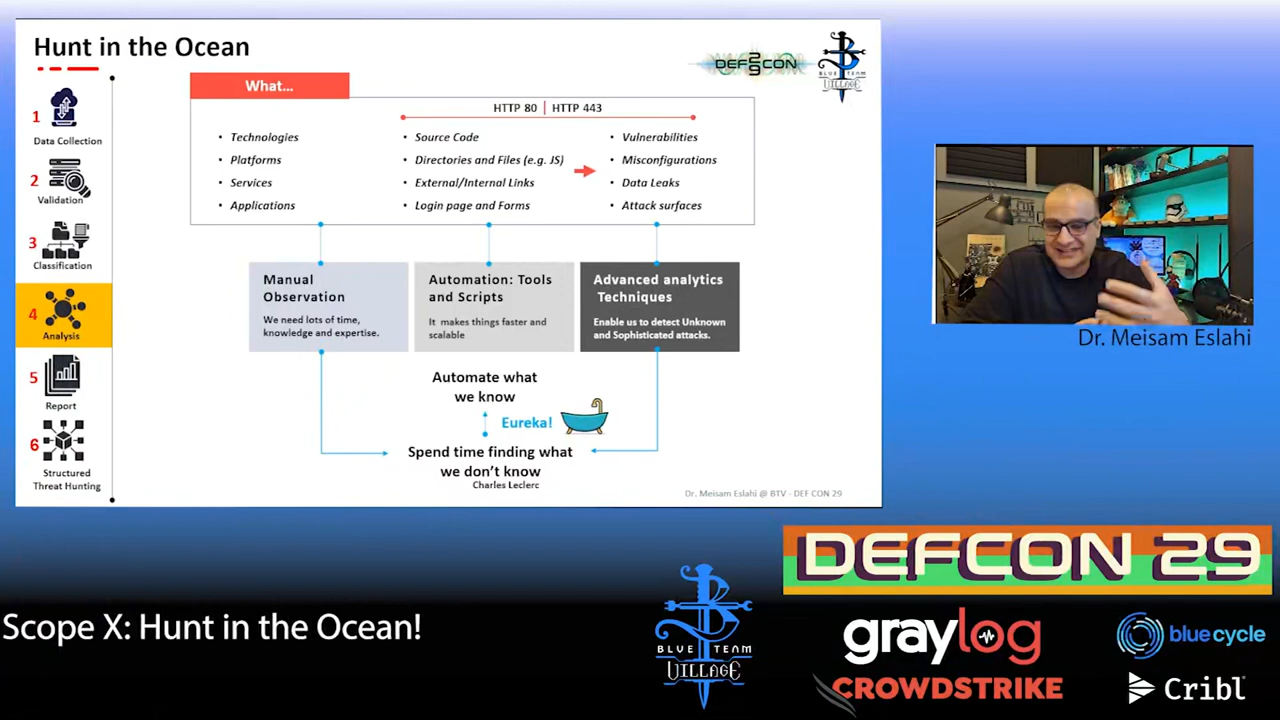 Hunt in the Ocean
DEF CON 29
BLUE TEAM
VILLAGE
1
Data Collection
2
Validation
3
Classification
4
Analysis
5
Report
6
Structured
Threat Hunting
What...
HTTP 80 | HTTP 443
• Technologies
• Platforms
• Services
• Applications
• Source Code
• Directories and Files (e.g. JS)
• External/Internal Links
• Login page and Forms
• Vulnerabilities
• Misconfigurations
• Data Leaks
• Attack surfaces
Manual
Observation
We need lots of time,
knowledge and expertise.
Automation: Tools
and Scripts
It makes things faster and
scalable
Advanced analytics
Techniques
Enable us to detect Unknown
and Sophisticated attacks.
Automate what
we know
Eureka!
Spend time finding what
we don't know
Charles Leclerc
Dr. Meisam Eslahi @ BTV - DEF CON 29
Dr. Meisam Eslahi
Scope X: Hunt in the Ocean!
BLUE TEAM
VILLAGE
DEFCON 29
graylog
bluecycle
CROWDSTRIKE
Cribl